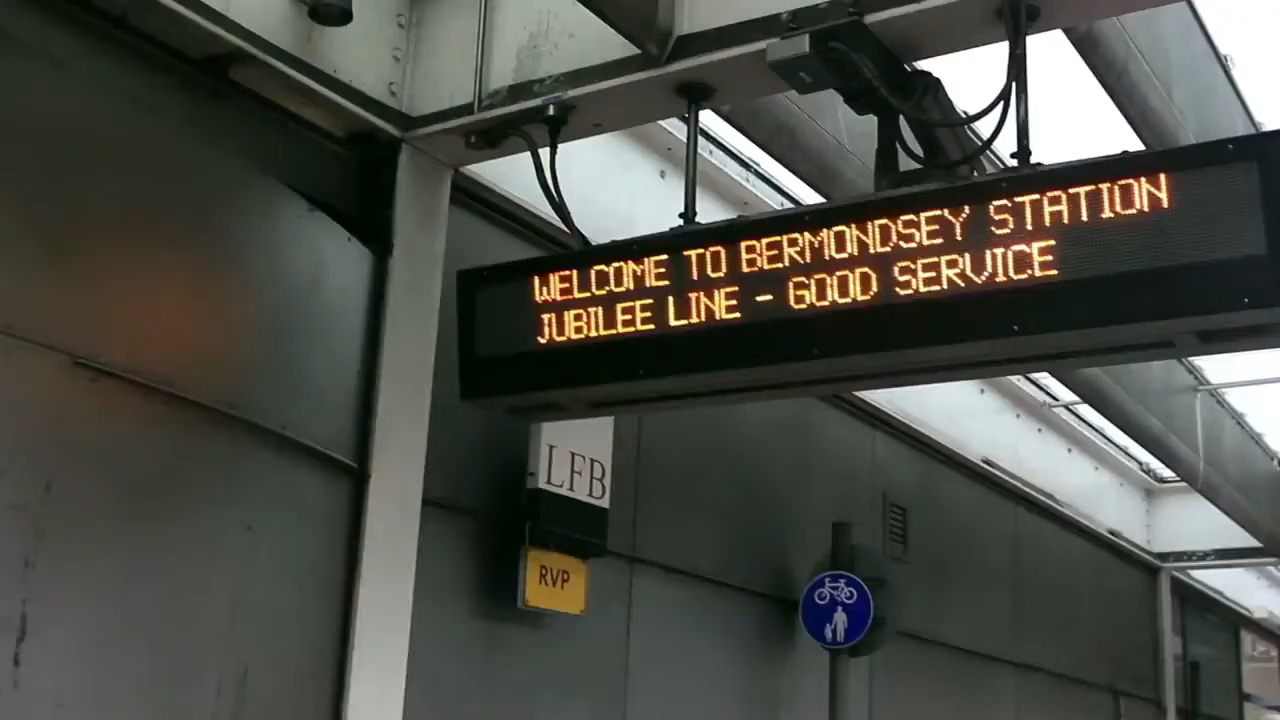 WELCOME TO BERMONDSEY STATION
JUBILEE LINE - GOOD SERVICE
LFB
RVP